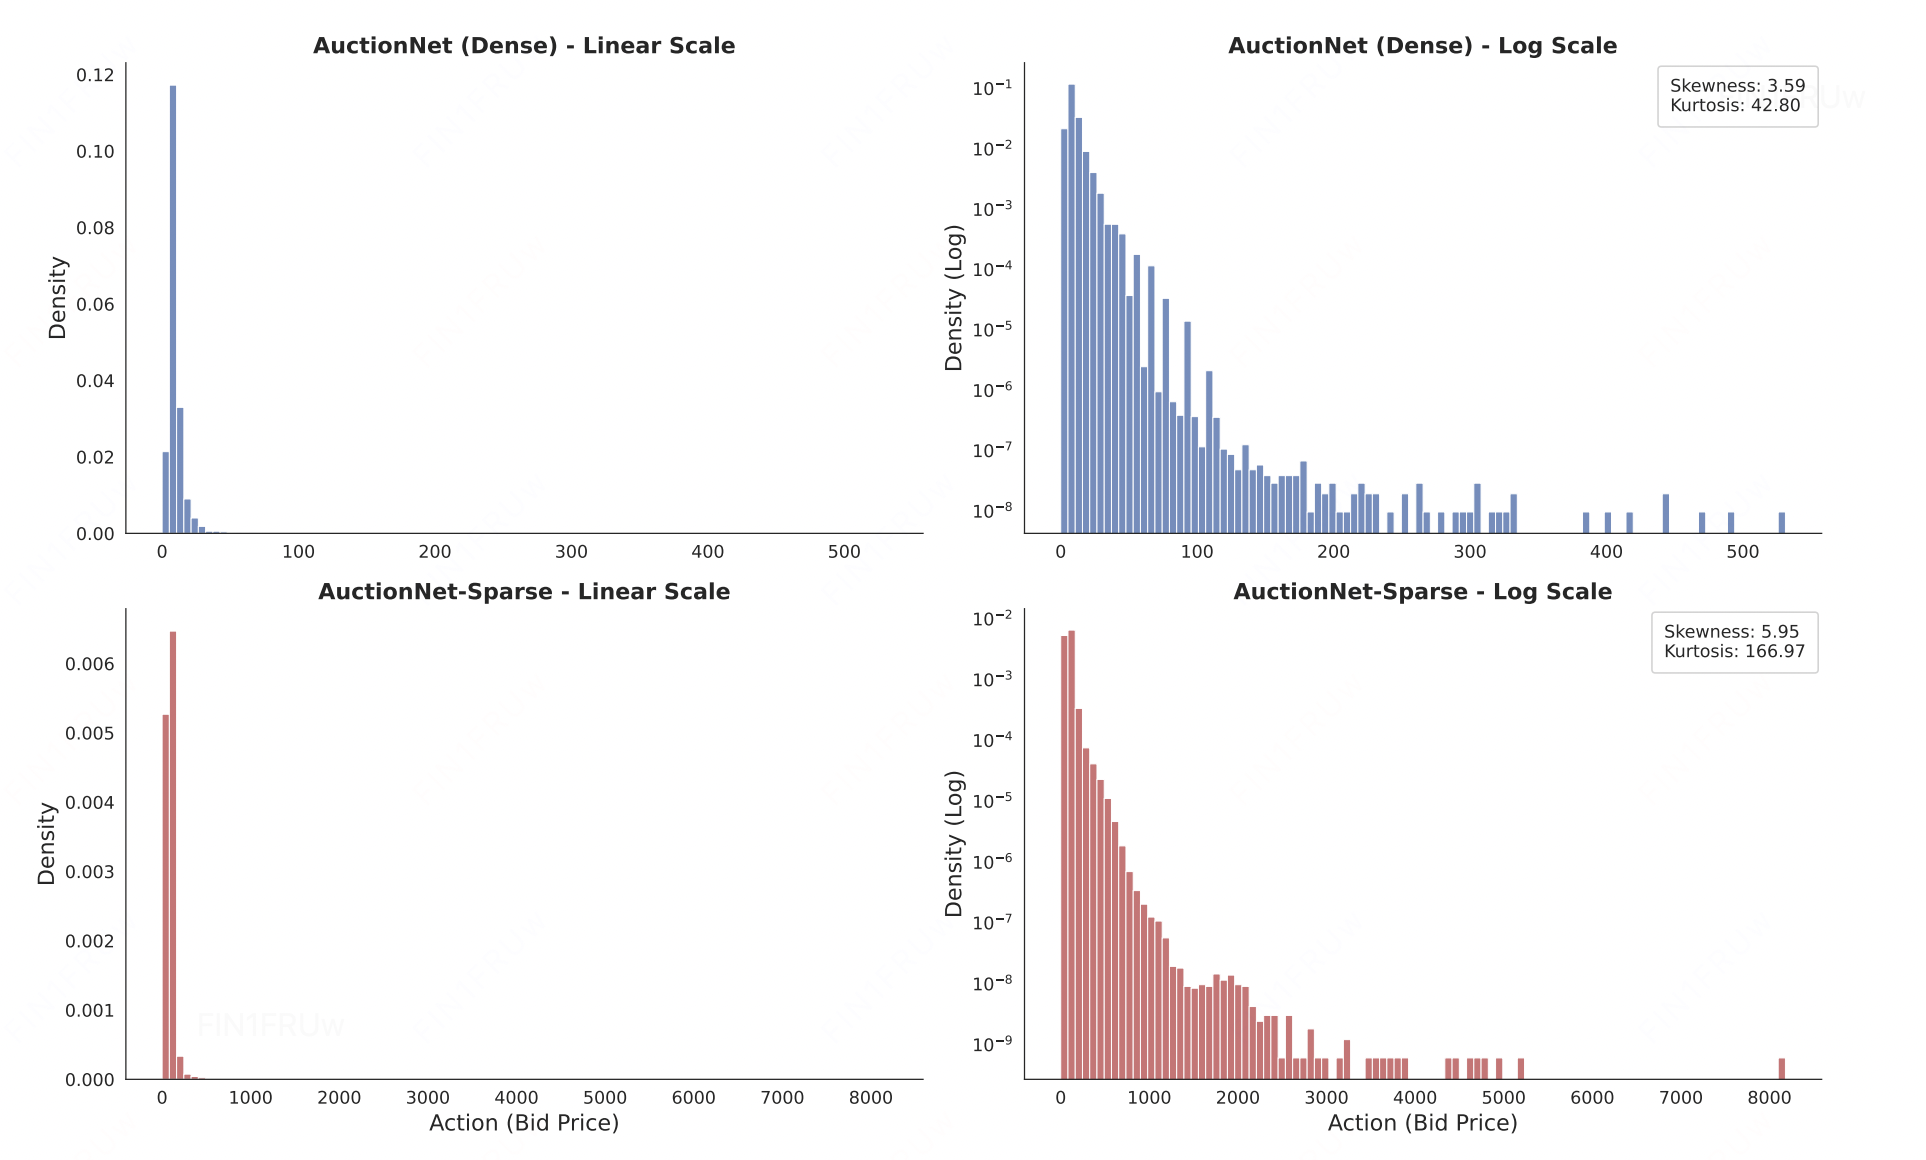 AuctionNet (Dense) - Linear Scale
Density
0.12
0.10
0.08
0.06
0.04
0.02
0.00
0 100 200 300 400 500
AuctionNet (Dense) - Log Scale
Skewness: 3.59
Kurtosis: 42.80
Density (Log)
10⁻¹
10⁻²
10⁻³
10⁻⁴
10⁻⁵
10⁻⁶
10⁻⁷
10⁻⁸
0 100 200 300 400 500
AuctionNet-Sparse - Linear Scale
Density
0.006
0.005
0.004
0.003
0.002
0.001
0.000
0 1000 2000 3000 4000 5000 6000 7000 8000
Action (Bid Price)
FIN1FRUw
AuctionNet-Sparse - Log Scale
Skewness: 5.95
Kurtosis: 166.97
Density (Log)
10⁻²
10⁻³
10⁻⁴
10⁻⁵
10⁻⁶
10⁻⁷
10⁻⁸
10⁻⁹
0 1000 2000 3000 4000 5000 6000 7000 8000
Action (Bid Price)